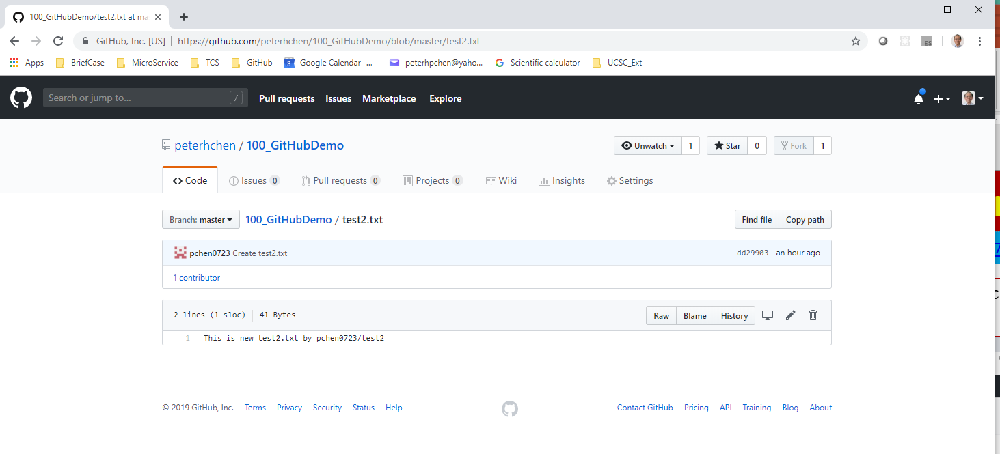 100_GitHubDemo/test2.txt at ma
GitHub, Inc. [US] | https://github.com/peterhchen/100_GitHubDemo/blob/master/test2.txt
ES
Apps BriefCase MicroService TCS GitHub 3 Google Calendar -... peterhpchen@yaho... Scientific calculator UCSC_Ext
Search or jump to... / Pull requests Issues Marketplace Explore
peterhchen / 100_GitHubDemo Unwatch 1 Star 0 Fork 1
Code Issues 0 Pull requests 0 Projects 0 Wiki Insights Settings
Branch: master 100_GitHubDemo / test2.txt Find file Copy path
pchen0723 Create test2.txt dd29903 an hour ago
1 contributor
2 lines (1 sloc) 41 Bytes Raw Blame History
1 This is new test2.txt by pchen0723/test2
© 2019 GitHub, Inc. Terms Privacy Security Status Help Contact GitHub Pricing API Training Blog About